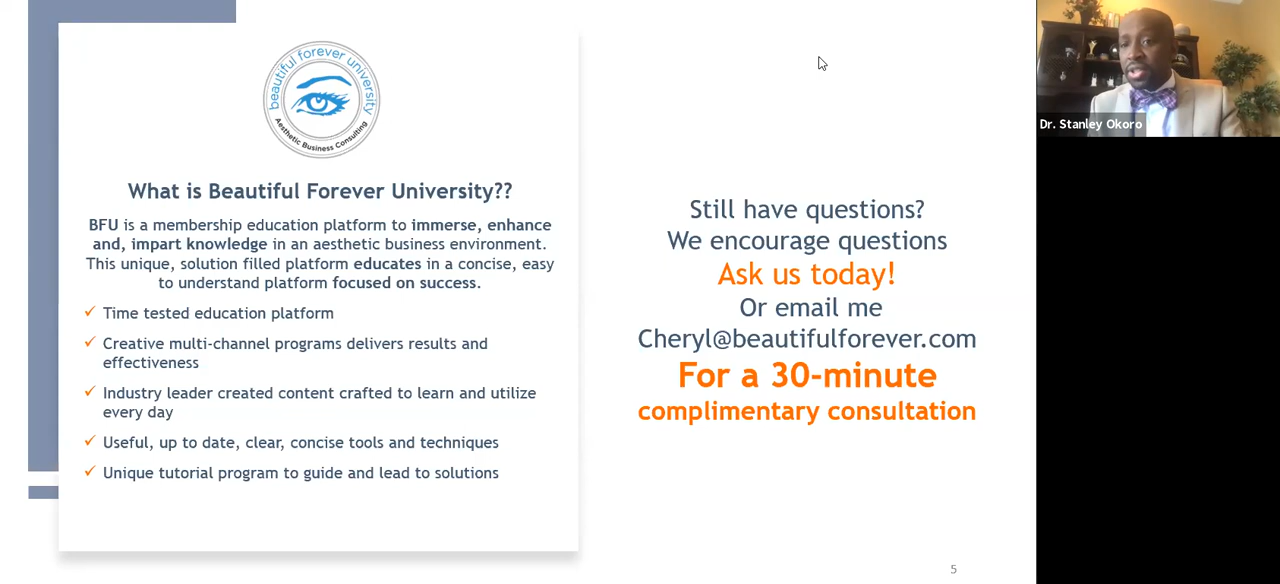 beautiful forever university
Aesthetic Business Consulting
What is Beautiful Forever University??
BFU is a membership education platform to immerse, enhance
and, impart knowledge in an aesthetic business environment.
This unique, solution filled platform educates in a concise, easy
to understand platform focused on success.
✓ Time tested education platform
✓ Creative multi-channel programs delivers results and
effectiveness
✓ Industry leader created content crafted to learn and utilize
every day
✓ Useful, up to date, clear, concise tools and techniques
✓ Unique tutorial program to guide and lead to solutions
Still have questions?
We encourage questions
Ask us today!
Or email me
Cheryl@beautifulforever.com
For a 30-minute
complimentary consultation
5
Dr. Stanley Okoro